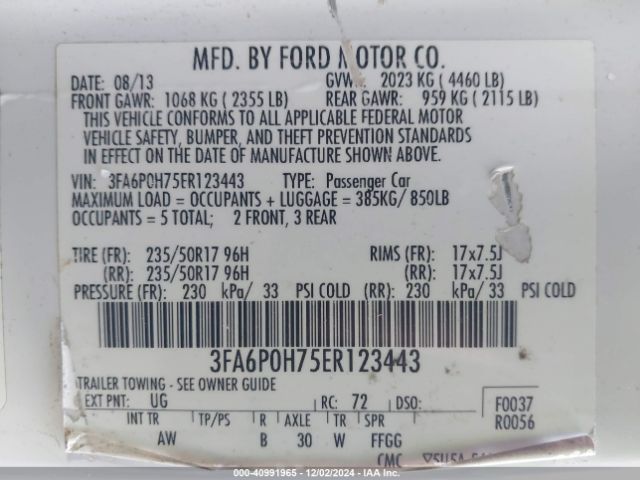 MFD. BY FORD MOTOR CO.
DATE: 08/13 GVWR: 2023 KG ( 4460 LB)
FRONT GAWR: 1068 KG ( 2355 LB) REAR GAWR: 959 KG ( 2115 LB)
THIS VEHICLE CONFORMS TO ALL APPLICABLE FEDERAL MOTOR
VEHICLE SAFETY, BUMPER, AND THEFT PREVENTION STANDARDS
IN EFFECT ON THE DATE OF MANUFACTURE SHOWN ABOVE.
VIN: 3FA6P0H75ER123443 TYPE: Passenger Car
MAXIMUM LOAD = OCCUPANTS + LUGGAGE = 385KG/ 850LB
OCCUPANTS = 5 TOTAL; 2 FRONT, 3 REAR
TIRE (FR): 235/50R17 96H RIMS (FR): 17x7.5J
(RR): 235/50R17 96H (RR): 17x7.5J
PRESSURE (FR): 230 kPa/ 33 PSI COLD (RR): 230 kPa/ 33 PSI COLD
3FA6P0H75ER123443
TRAILER TOWING - SEE OWNER GUIDE
EXT PNT: UG RC: 72 DSO: F0037
INT TR TP/PS R AXLE TR SPR R0056
AW B 30 W FFGG
CMC
000-40991965 - 12/02/2024 - IAA Inc.